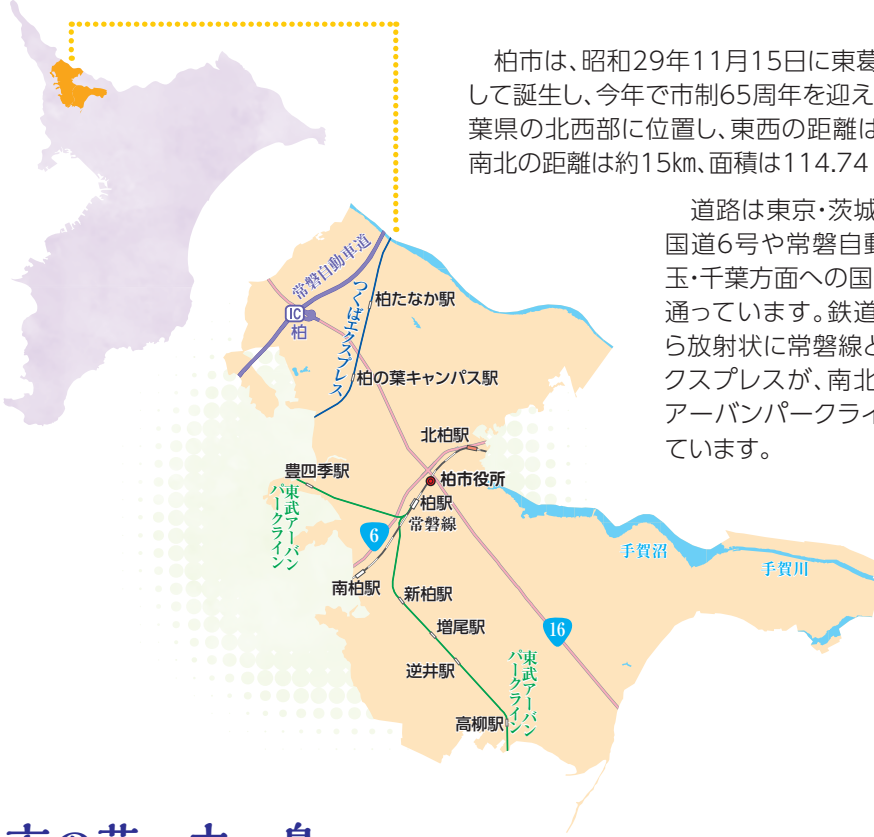 柏市は、昭和29年11月15日に東葛
して誕生し、今年で市制65周年を迎え
葉県の北西部に位置し、東西の距離は
南北の距離は約15㎞、面積は114.74
道路は東京・茨城
国道6号や常磐自動
玉・千葉方面への国
通っています。鉄道
ら放射状に常磐線と
クスプレスが、南北
アーバンパークライ
ています。
常磐自動車道
つくばエクスプレス
柏たなか駅
IC
柏
柏の葉キャンパス駅
北柏駅
豊四季駅
柏市役所
東武アーバン
パークライン
柏駅
常磐線
6
手賀沼
手賀川
南柏駅
新柏駅
増尾駅
16
逆井駅
東武アーバン
パークライン
高柳駅